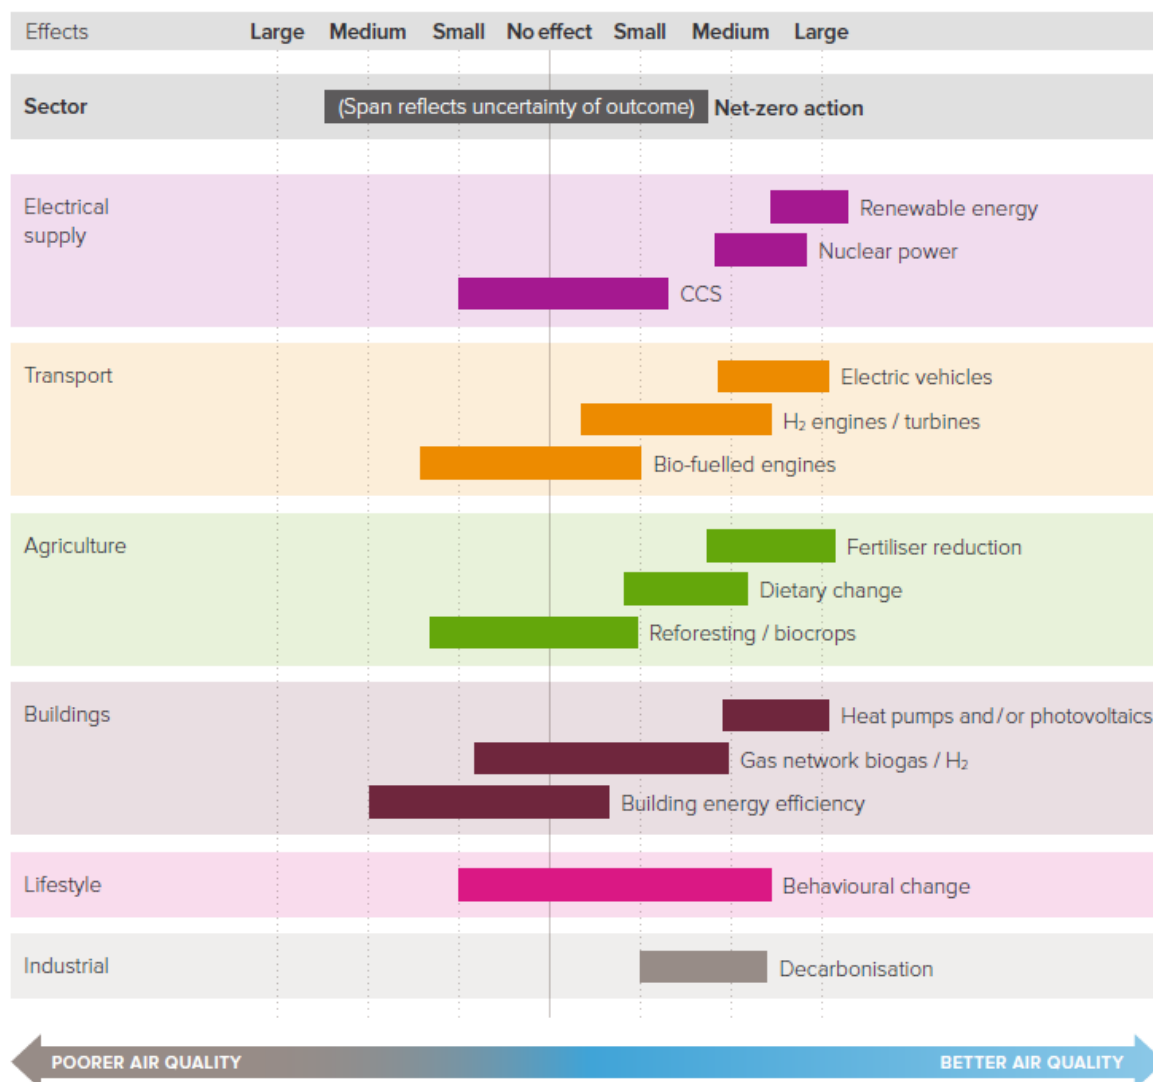 Effects Large Medium Small No effect Small Medium Large
Sector (Span reflects uncertainty of outcome) Net-zero action
Electrical
supply
Renewable energy
Nuclear power
CCS
Transport
Electric vehicles
H₂ engines / turbines
Bio-fuelled engines
Agriculture
Fertiliser reduction
Dietary change
Reforesting / biocrops
Buildings
Heat pumps and/or photovoltaics
Gas network biogas / H₂
Building energy efficiency
Lifestyle
Behavioural change
Industrial
Decarbonisation
POORER AIR QUALITY BETTER AIR QUALITY